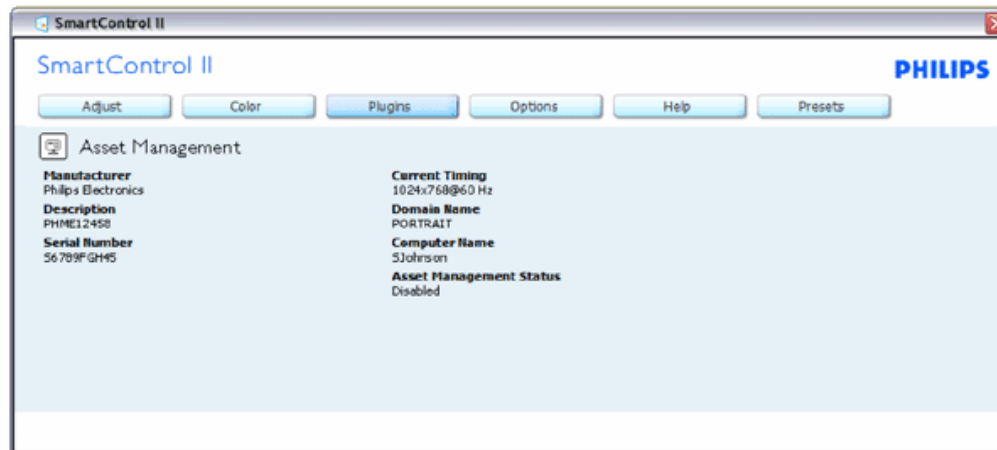 SmartControl II
SmartControl II
PHILIPS
Adjust Color Plugins Options Help Presets
Asset Management
Manufacturer
Philips Electronics
Description
PHME12458
Serial Number
56789FGH45
Current Timing
1024x768@60 Hz
Domain Name
PORTRAIT
Computer Name
SJohnson
Asset Management Status
Disabled